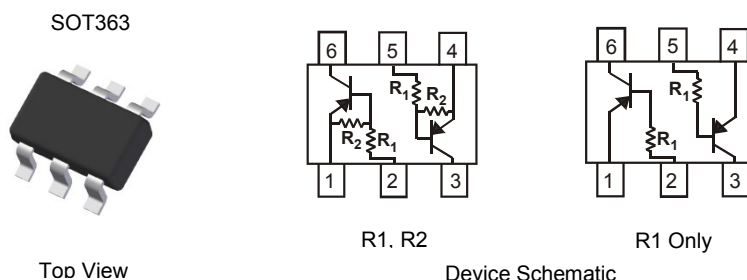 SOT363
6 5 4
R1
R2
R2
R1
1 2 3
R1, R2
6 5 4
R1
R1
1 2 3
R1 Only
Top View
Device Schematic